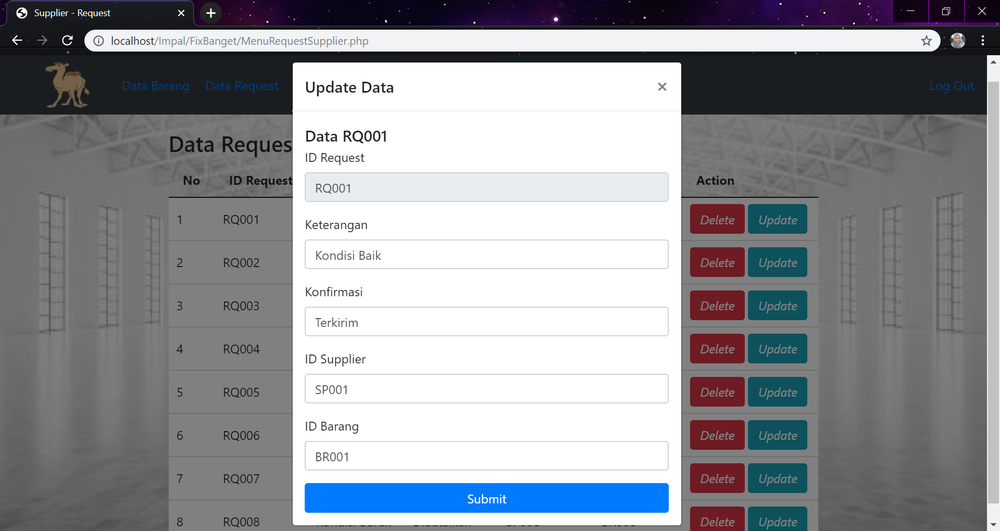 Supplier - Request
localhost/Impal/FixBanget/MenuRequestSupplier.php
Data Barang Data Request Log Out
Update Data ×
Data Reques
Data RQ001
ID Request
RQ001
Keterangan
Kondisi Baik
Konfirmasi
Terkirim
ID Supplier
SP001
ID Barang
BR001
Submit
No ID Request Action
1 RQ001 Delete Update
2 RQ002 Delete Update
3 RQ003 Delete Update
4 RQ004 Delete Update
5 RQ005 Delete Update
6 RQ006 Delete Update
7 RQ007 Delete Update
8 RQ008 Delete Update